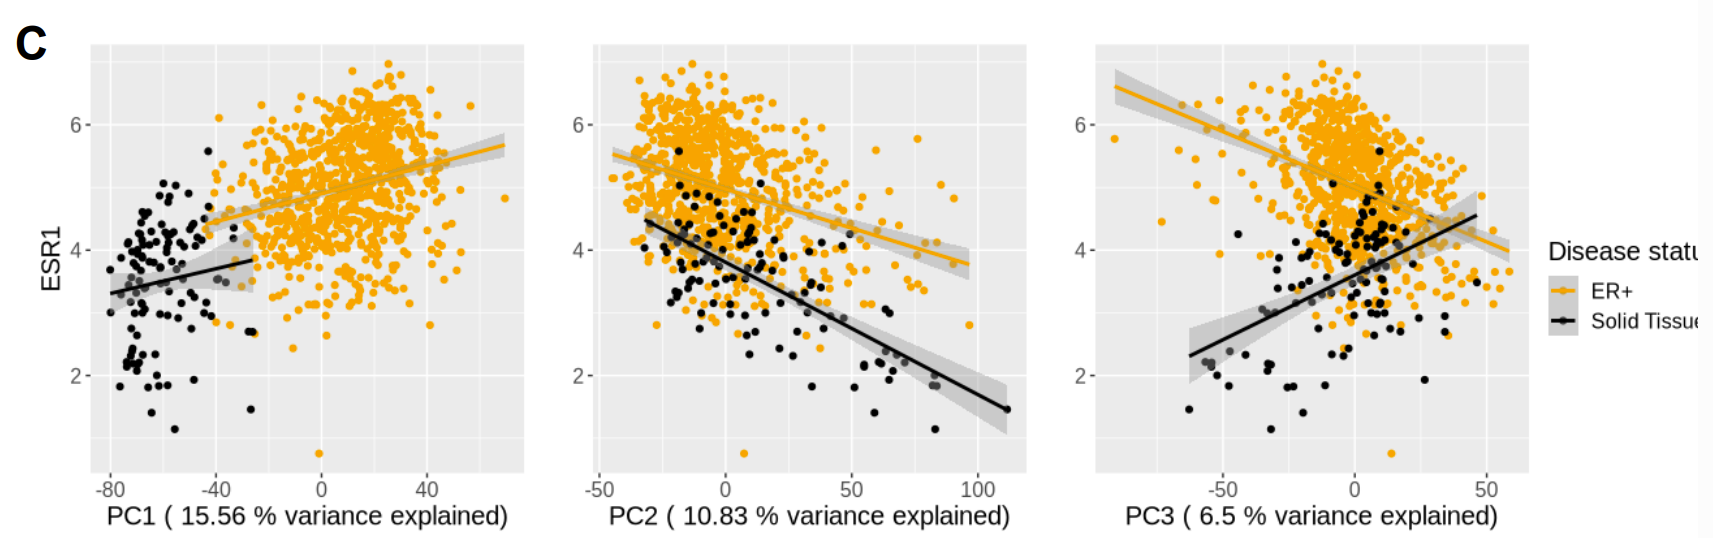 C
ESR1
6
4
2
-80
-40
0
40
PC1 ( 15.56 % variance explained)
6
4
2
-50
0
50
100
PC2 ( 10.83 % variance explained)
6
4
2
-50
0
50
PC3 ( 6.5 % variance explained)
Disease statu
ER+
Solid Tissue